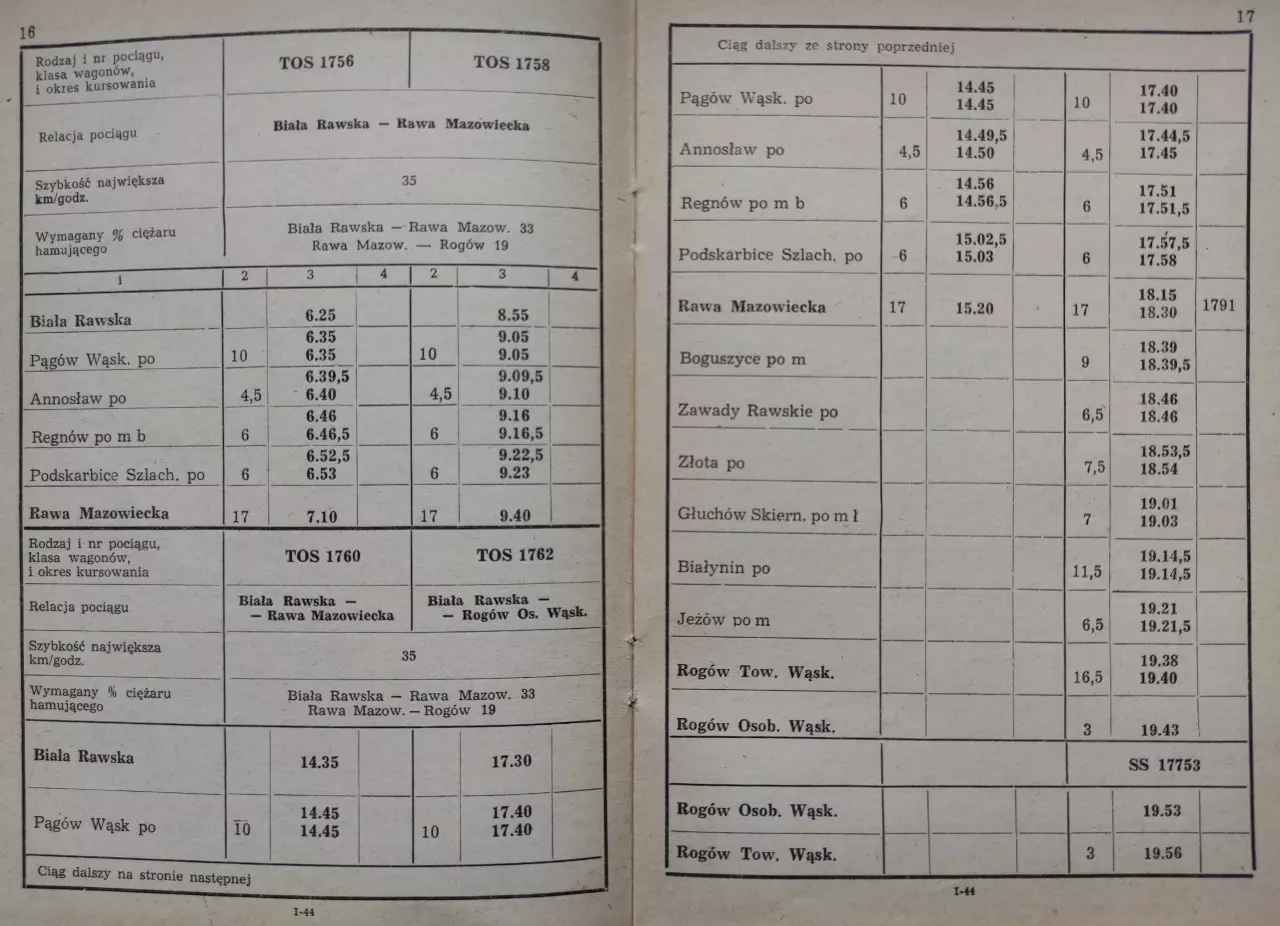 16
Rodzaj i nr pociągu,
klasa wagonów,
i okres kursowania
TOS 1756 TOS 1758
Relacja pociągu
Biała Rawska — Rawa Mazowiecka
Szybkość największa
km/godz.
35
Wymagany % ciężaru
hamującego
Biała Rawska — Rawa Mazow. 33
Rawa Mazow. — Rogów 19
1 2 3 4 2 3 4
Biała Rawska 6.25 8.55
6.35 9.05
Pągów Wąsk. po 10 6.35 10 9.05
6.39,5 9.09,5
Annosław po 4,5 6.40 4,5 9.10
6.46 9.16
Regnów po m b 6 6.46,5 6 9.16,5
6.52,5 9.22,5
Podskarbice Szlach. po 6 6.53 6 9.23
Rawa Mazowiecka 17 7.10 17 9.40
Rodzaj i nr pociągu,
klasa wagonów,
i okres kursowania
TOS 1760 TOS 1762
Relacja pociągu
Biała Rawska —
— Rawa Mazowiecka
Biała Rawska —
— Rogów Os. Wąsk.
Szybkość największa
km/godz.
35
Wymagany % ciężaru
hamującego
Biała Rawska — Rawa Mazow. 33
Rawa Mazow. — Rogów 19
Biała Rawska 14.35 17.30
14.45 17.40
Pągów Wąsk po 10 14.45 10 17.40
Ciąg dalszy na stronie następnej
I-44
17
Ciąg dalszy ze strony poprzedniej
14.45 17.40
Pągów Wąsk. po 10 14.45 10 17.40
14.49,5 17.44,5
Annosław po 4,5 14.50 4,5 17.45
14.56 17.51
Regnów po m b 6 14.56,5 6 17.51,5
15.02,5 17.57,5
Podskarbice Szlach. po 6 15.03 6 17.58
18.15
Rawa Mazowiecka 17 15.20 17 18.30 1791
18.39
Boguszyce po m 9 18.39,5
18.46
Zawady Rawskie po 6,5 18.46
18.53,5
Złota po 7,5 18.54
19.01
Głuchów Skiern. po m ł 7 19.03
19.14,5
Białynin po 11,5 19.14,5
19.21
Jeżów po m 6,5 19.21,5
19.38
Rogów Tow. Wąsk. 16,5 19.40
Rogów Osob. Wąsk. 3 19.43
SS 17753
Rogów Osob. Wąsk. 19.53
Rogów Tow. Wąsk. 3 19.56
I-44